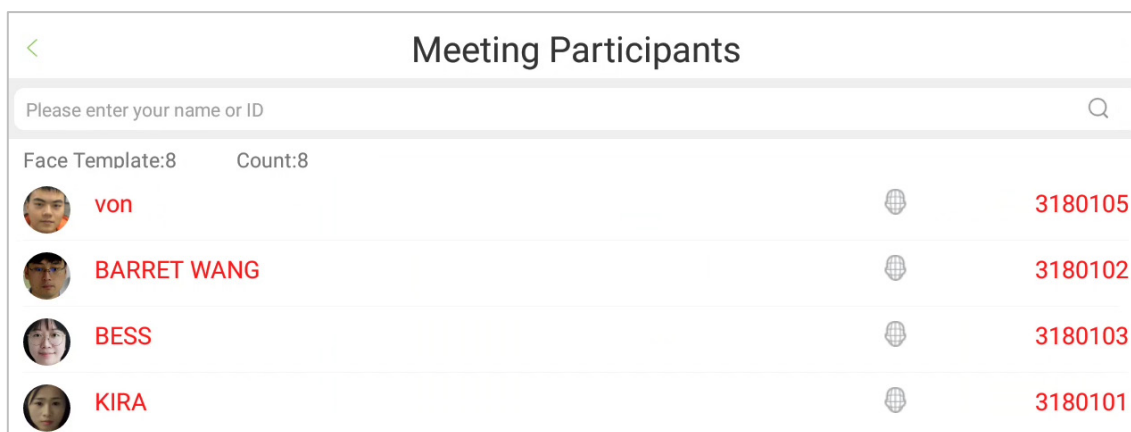 Meeting Participants
Please enter your name or ID
Face Template:8 Count:8
von 3180105
BARRET WANG 3180102
BESS 3180103
KIRA 3180101